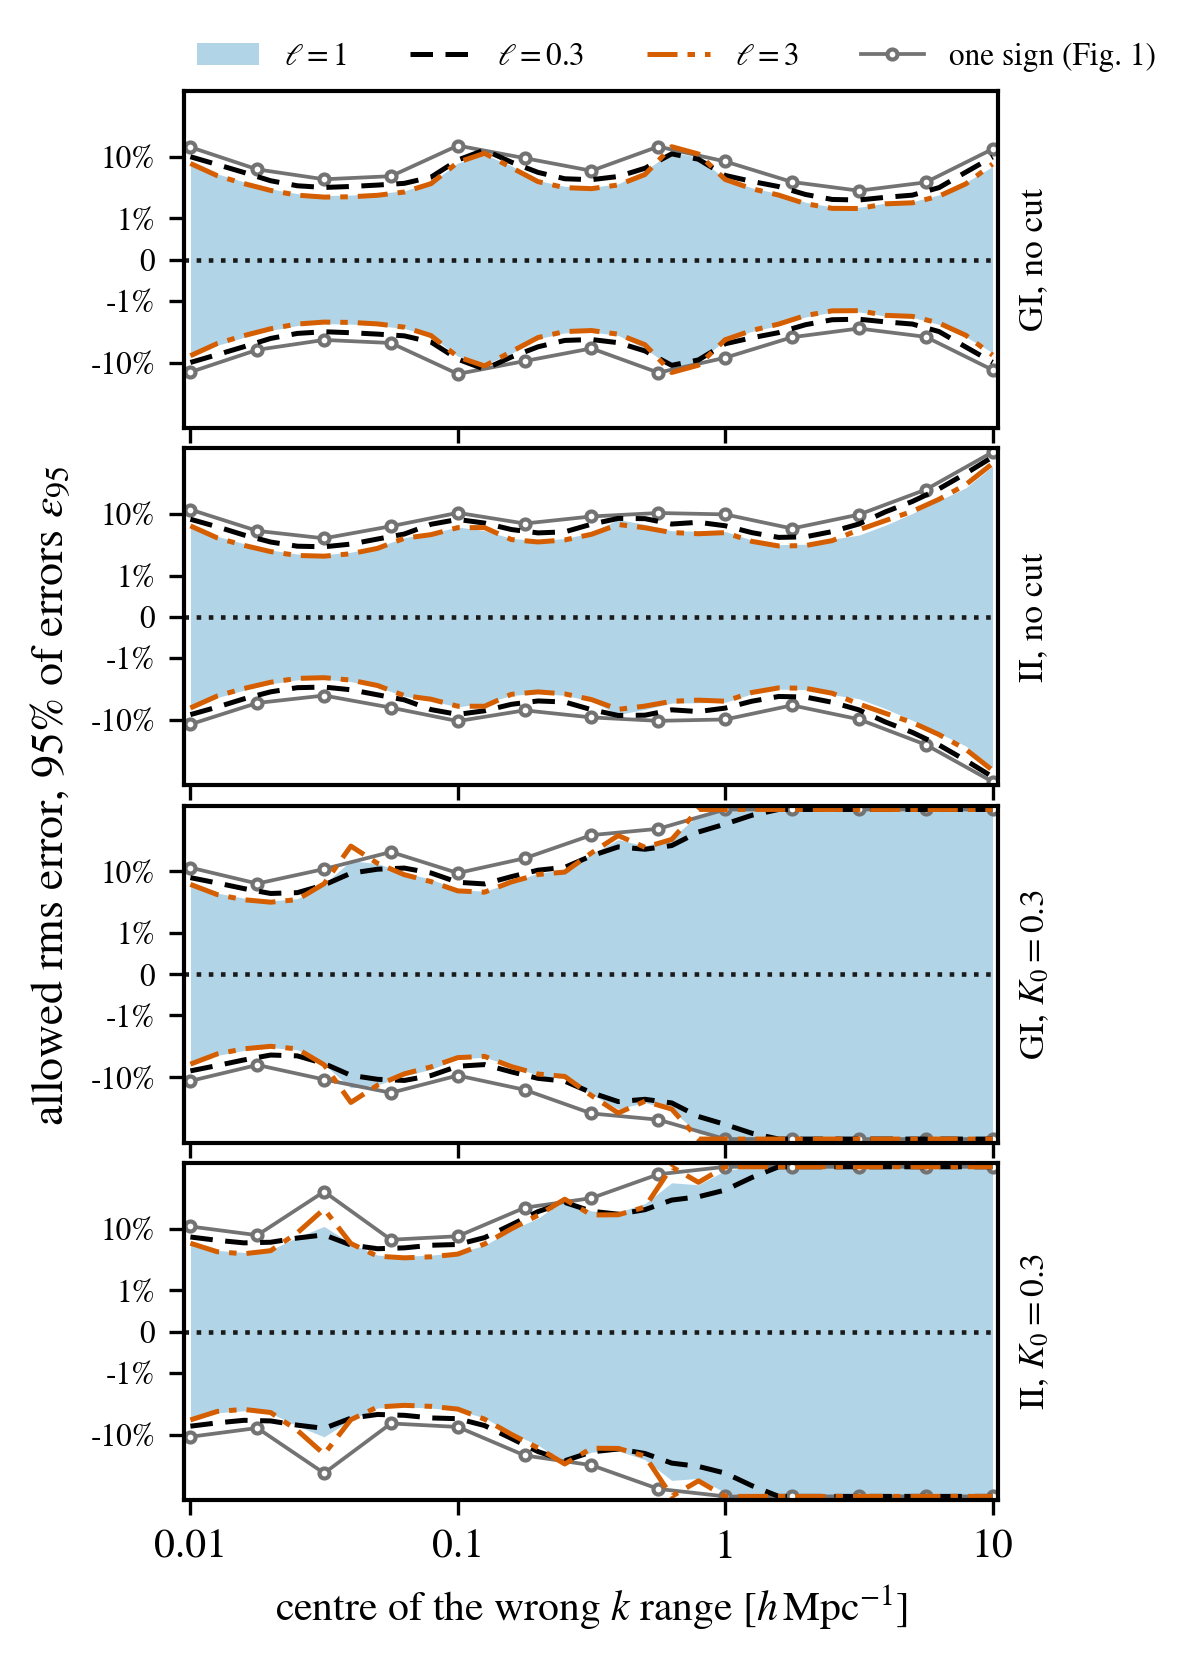 ℓ = 1 ℓ = 0.3 ℓ = 3 one sign (Fig. 1)
10%
1%
0
-1%
-10%
GI, no cut
10%
1%
0
-1%
-10%
II, no cut
10%
1%
0
-1%
-10%
GI, K₀ = 0.3
10%
1%
0
-1%
-10%
II, K₀ = 0.3
allowed rms error, 95% of errors ε₉₅
0.01 0.1 1 10
centre of the wrong k range [h Mpc⁻¹]